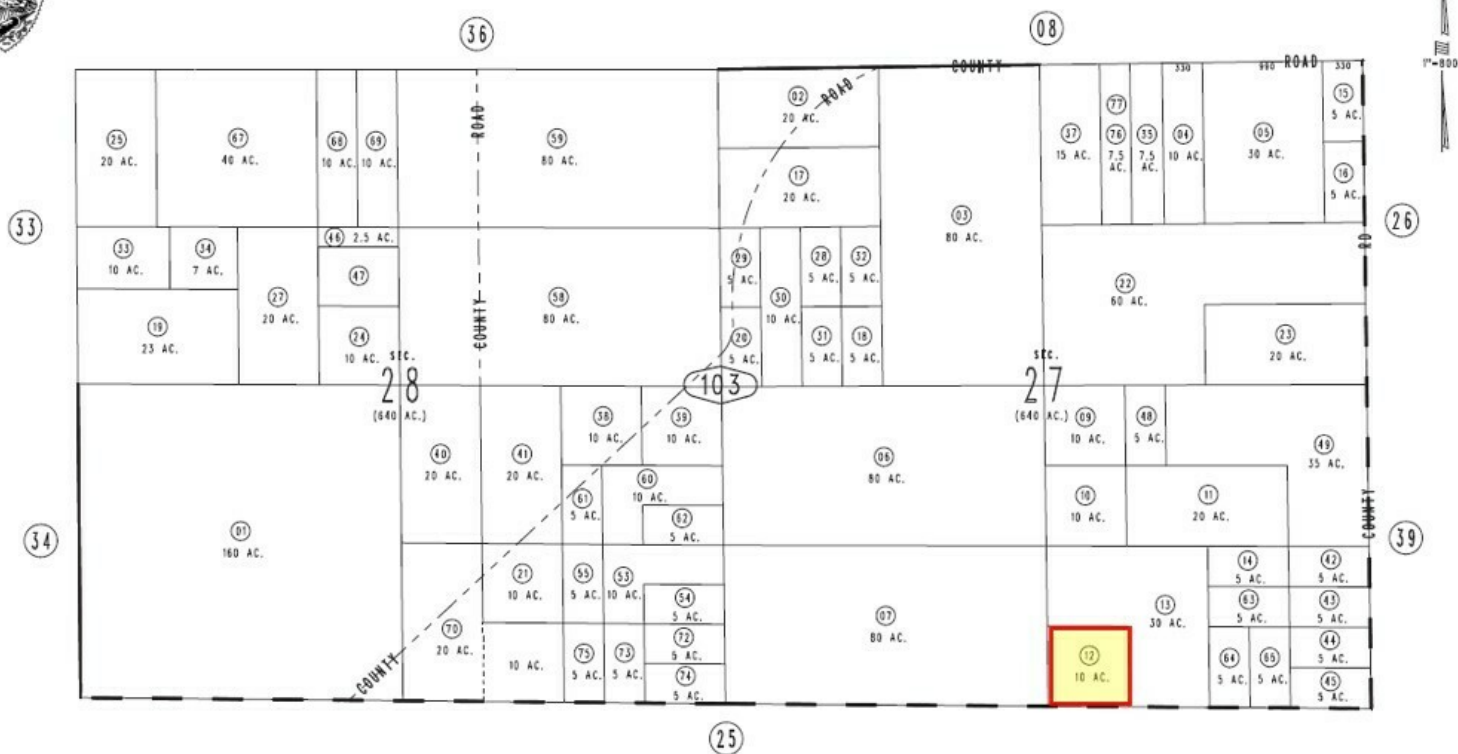 36
08
1"=800
COUNTY ROAD
330
990
330
02
20 AC.
ROAD
15
5 AC.
25
20 AC.
67
40 AC.
68
10 AC.
69
10 AC.
ROAD
59
80 AC.
37
15 AC.
77
76
7.5 AC.
35
7.5 AC.
04
10 AC.
05
30 AC.
17
20 AC.
16
5 AC.
33
26
03
80 AC.
46 2.5 AC.
RD
33
10 AC.
34
7 AC.
47
29
5 AC.
28
5 AC.
32
5 AC.
27
20 AC.
58
80 AC.
30
10 AC.
22
60 AC.
19
23 AC.
24
10 AC.
COUNTY
20
5 AC.
31
5 AC.
18
5 AC.
23
20 AC.
SEC.
28
(640 AC.)
103
SEC.
27
(640 AC.)
38
10 AC.
39
10 AC.
09
10 AC.
48
5 AC.
49
35 AC.
40
20 AC.
41
20 AC.
06
80 AC.
60
10 AC.
61
5 AC.
62
5 AC.
10
10 AC.
11
20 AC.
COUNTY
34
01
160 AC.
39
21
10 AC.
55
5 AC.
53
10 AC.
54
5 AC.
14
5 AC.
42
5 AC.
63
5 AC.
43
5 AC.
07
80 AC.
13
30 AC.
70
20 AC.
72
5 AC.
44
5 AC.
10 AC.
75
5 AC.
73
5 AC.
74
5 AC.
12
10 AC.
64
5 AC.
65
5 AC.
45
5 AC.
COUNTY
25